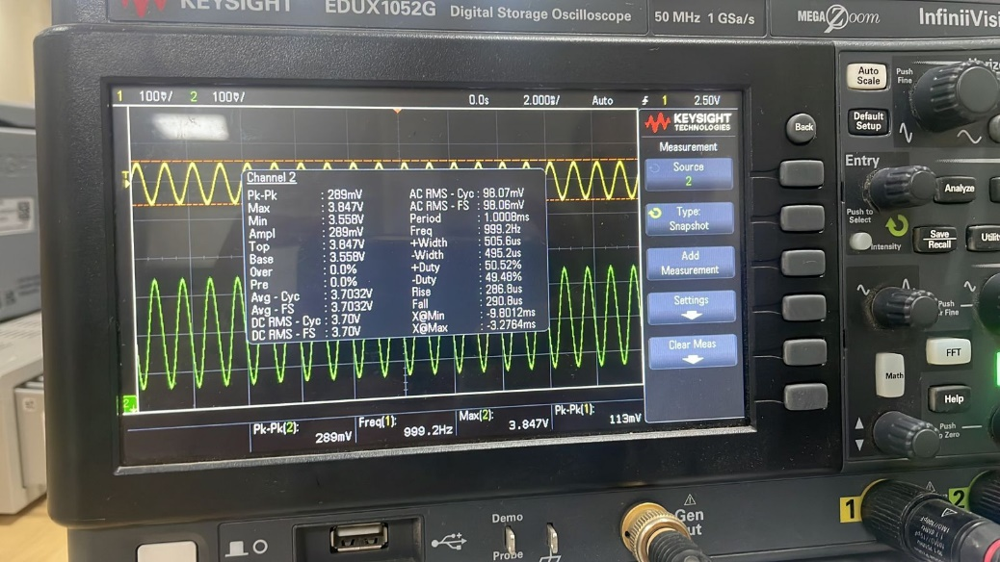 KEYSIGHT EDUX1052G Digital Storage Oscilloscope 50 MHz 1 GSa/s MEGA Zoom InfiniiVisi
1 100♥/ 2 100♥/ 0.0s 2.000♥/ Auto 1 2.50V
KEYSIGHT
TECHNOLOGIES
Measurement
Source
2
Type:
Snapshot
Add
Measurement
Settings
Clear Meas
T
Channel 2
Pk-Pk : 289mV
Max : 3.847V
Min : 3.558V
Ampl : 289mV
Top : 3.847V
Base : 3.558V
Over : 0.0%
Pre : 0.0%
Avg - Cyc : 3.7032V
Avg - FS : 3.7032V
DC RMS - Cyc : 3.70V
DC RMS - FS : 3.70V
AC RMS - Cyc : 98.07mV
AC RMS - FS : 98.06mV
Period : 1.0008ms
Freq : 999.2Hz
+Width : 505.6us
-Width : 495.2us
+Duty : 50.52%
-Duty : 49.48%
Rise : 286.8us
Fall : 290.8us
X@Min : -9.8012ms
X@Max : -3.2764ms
2
Pk-Pk(2): 289mV
Freq(1): 999.2Hz
Max(2): 3.847V
Pk-Pk(1): 113mV
Back
Auto
Scale
Push
Fine
Default
Setup
Entry
Push to
Select
Intensity
Analyze
Save
Recall
Utilit
Push
Fine
FFT
Math
Help
Push
Zero
1
2
Demo
Probe
Gen